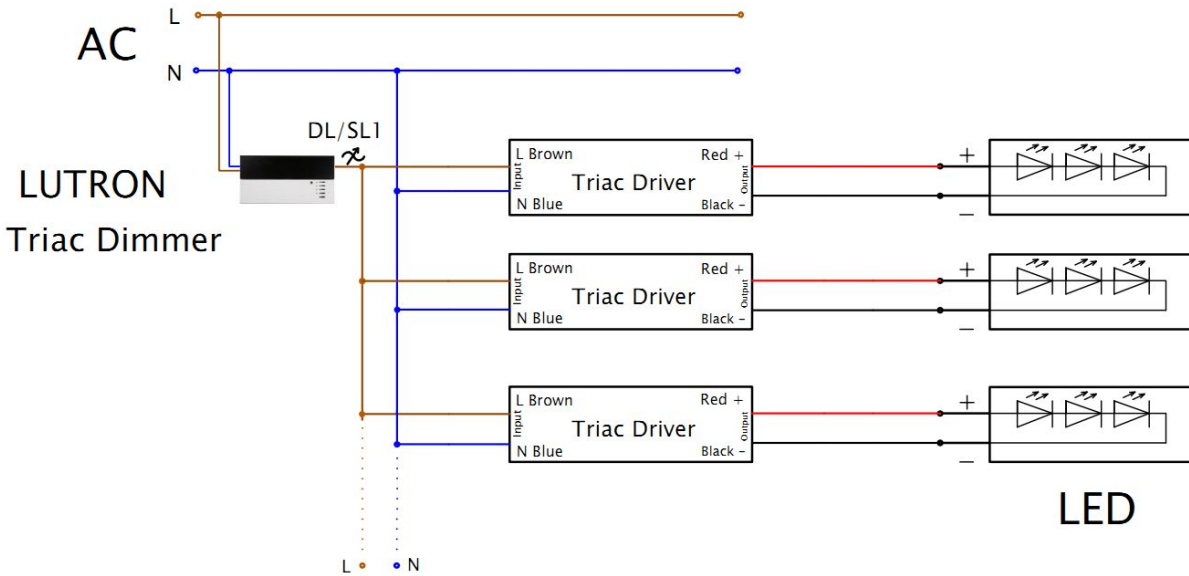 L
AC
N
DL/SL1
LUTRON
Triac Dimmer
L Brown
Red +
Input
Triac Driver
Output
N Blue
Black -
+
−
L Brown
Red +
Input
Triac Driver
Output
N Blue
Black -
+
−
L Brown
Red +
Input
Triac Driver
Output
N Blue
Black -
+
−
LED
L
N